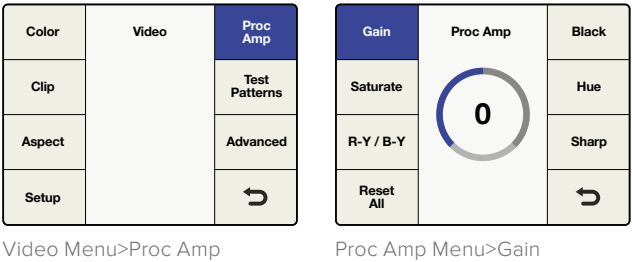 Color
Video
Proc
Amp
Clip
Test
Patterns
Aspect
Advanced
Setup
Video Menu>Proc Amp
Gain
Proc Amp
Black
Saturate
0
Hue
R-Y / B-Y
Sharp
Reset
All
Proc Amp Menu>Gain